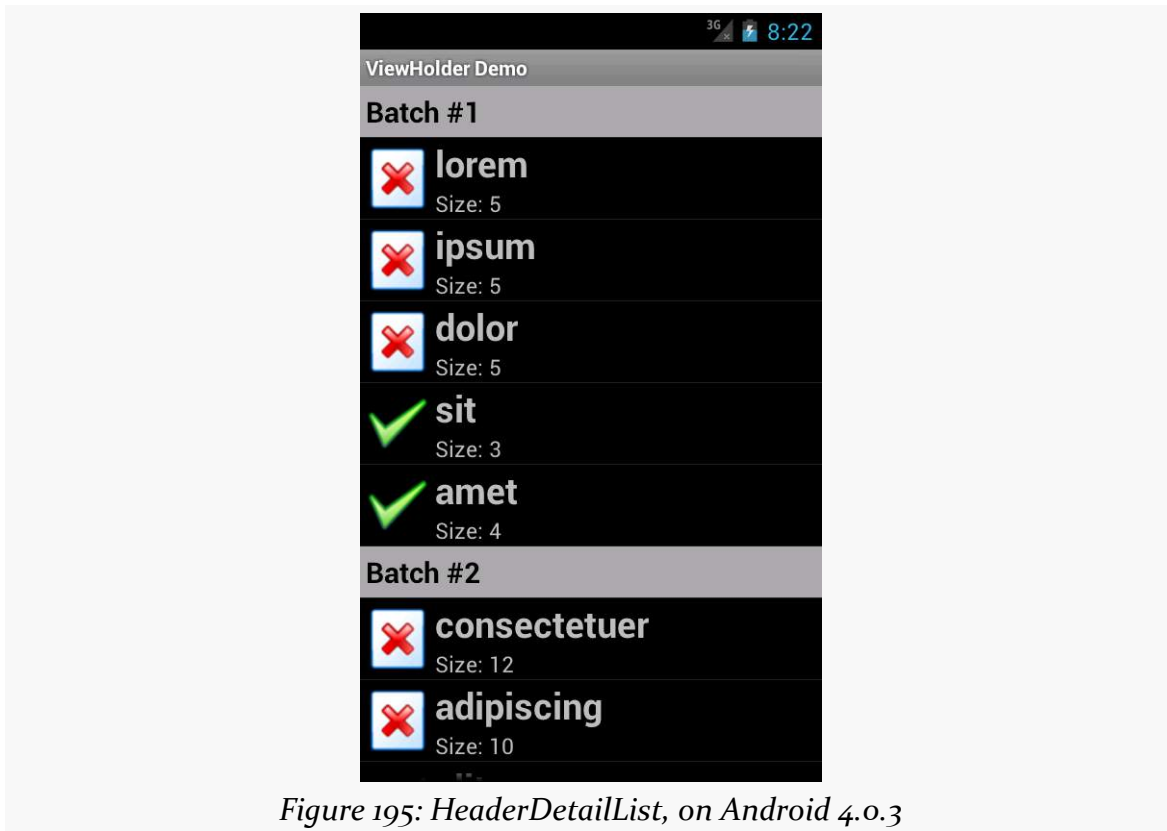 3G 8:22
ViewHolder Demo
Batch #1
lorem
Size: 5
ipsum
Size: 5
dolor
Size: 5
sit
Size: 3
amet
Size: 4
Batch #2
consectetuer
Size: 12
adipiscing
Size: 10
Figure 195: HeaderDetailList, on Android 4.0.3